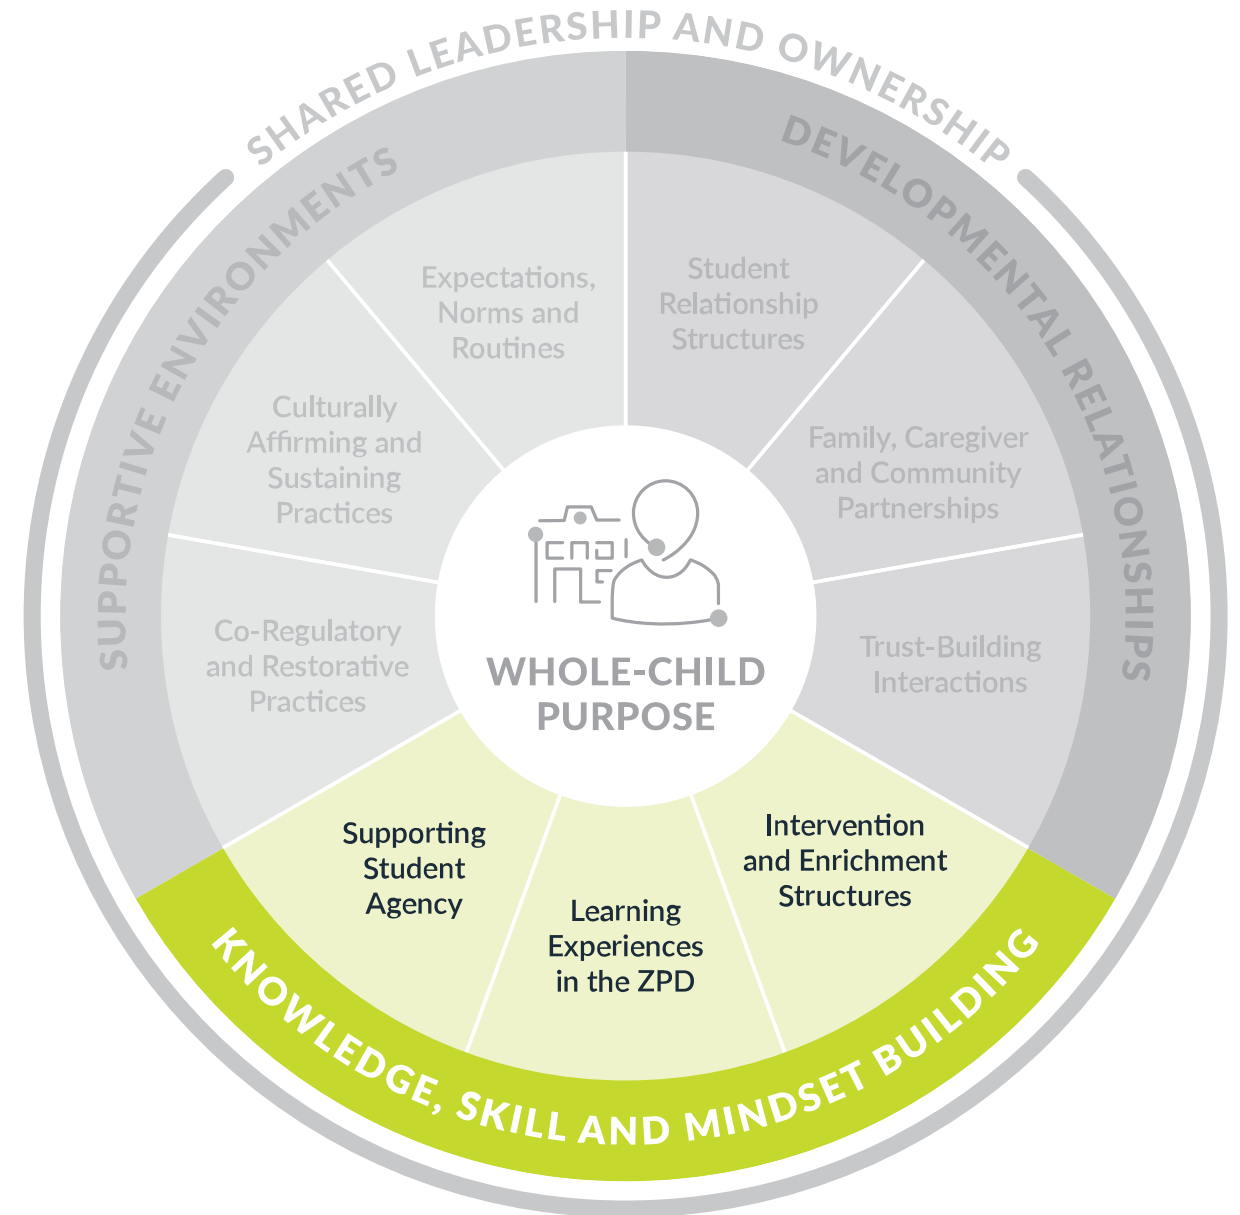 SHARED LEADERSHIP AND OWNERSHIP
SUPPORTIVE ENVIRONMENTS
DEVELOPMENTAL RELATIONSHIPS
Expectations,
Norms and
Routines
Student
Relationship
Structures
Culturally
Affirming and
Sustaining
Practices
Family, Caregiver
and Community
Partnerships
Co-Regulatory
and Restorative
Practices
Trust-Building
Interactions
WHOLE-CHILD
PURPOSE
Supporting
Student
Agency
Learning
Experiences
in the ZPD
Intervention
and Enrichment
Structures
KNOWLEDGE, SKILL AND MINDSET BUILDING